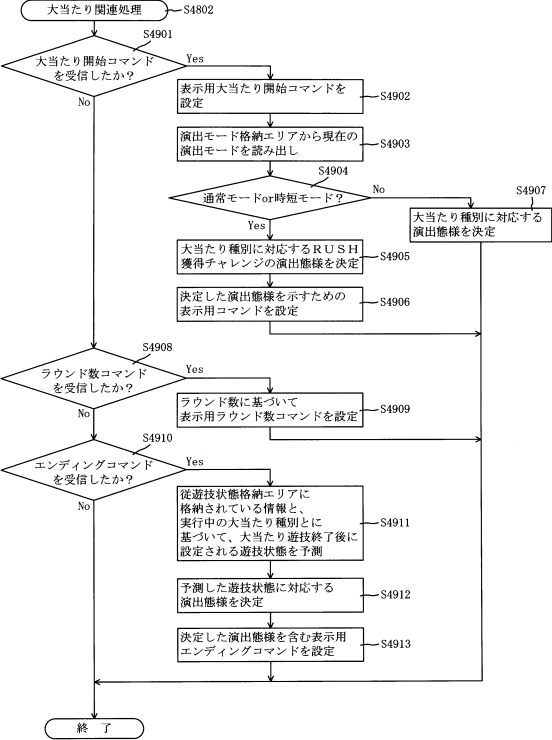 大当たり関連処理
S4802
S4901
大当たり開始コマンド
を受信したか？
Yes
No
表示用大当たり開始コマンドを
設定
S4902
演出モード格納エリアから現在の
演出モードを読み出し
S4903
S4904
通常モードor時短モード？
No
Yes
S4907
大当たり種別に対応する
演出態様を決定
大当たり種別に対応するＲＵＳＨ
獲得チャレンジの演出態様を決定
S4905
決定した演出態様を示すための
表示用コマンドを設定
S4906
S4908
ラウンド数コマンド
を受信したか？
Yes
No
ラウンド数に基づいて
表示用ラウンド数コマンドを設定
S4909
S4910
エンディングコマンド
を受信したか？
Yes
No
従遊技状態格納エリアに
格納されている情報と、
実行中の大当たり種別とに
基づいて、大当たり遊技終了後に
設定される遊技状態を予測
S4911
予測した遊技状態に対応する
演出態様を決定
S4912
決定した演出態様を含む表示用
エンディングコマンドを設定
S4913
終　了